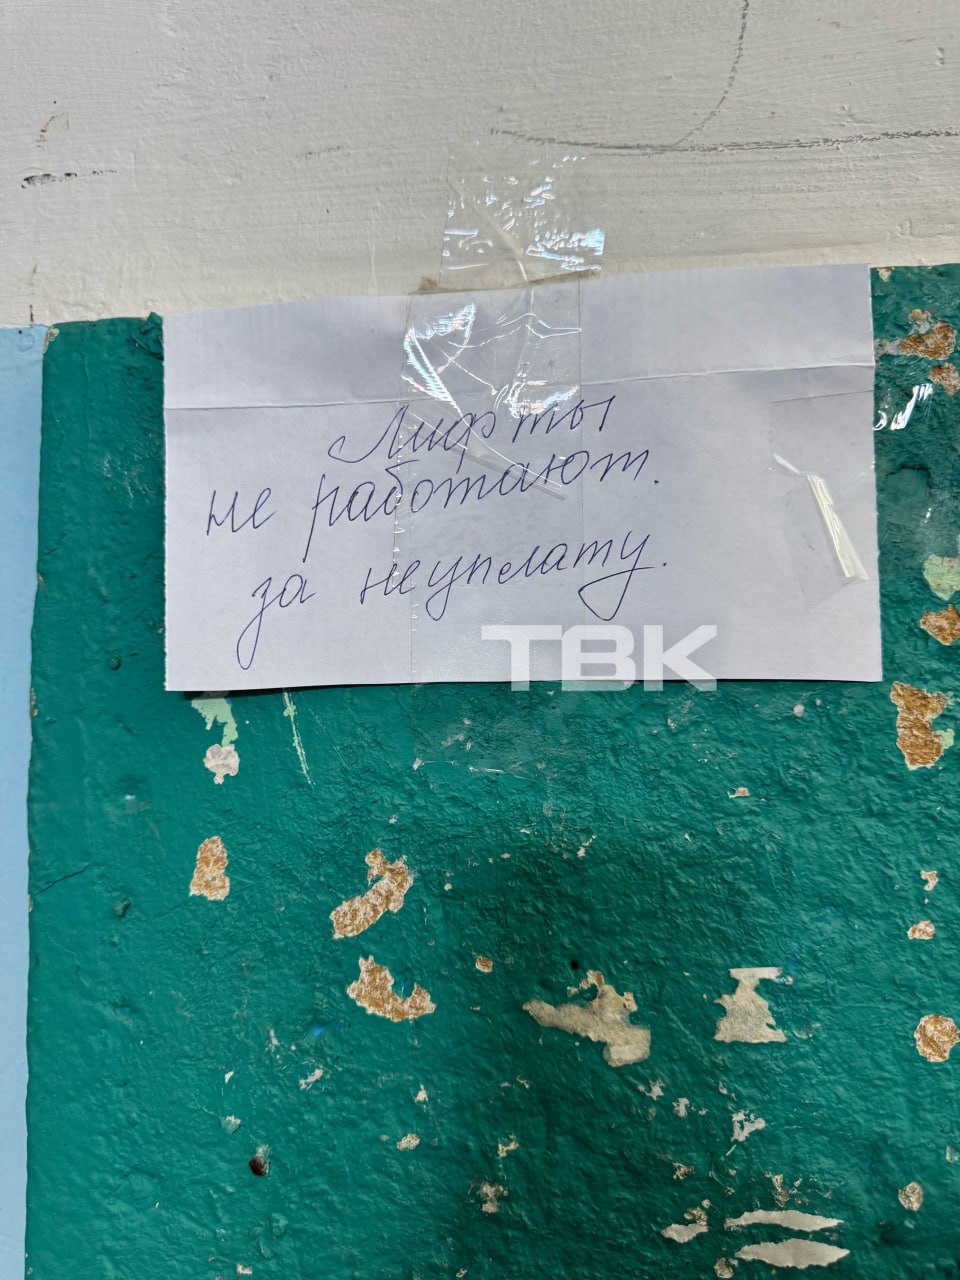 Лифты
не работают.
за неуплату.
ТВК